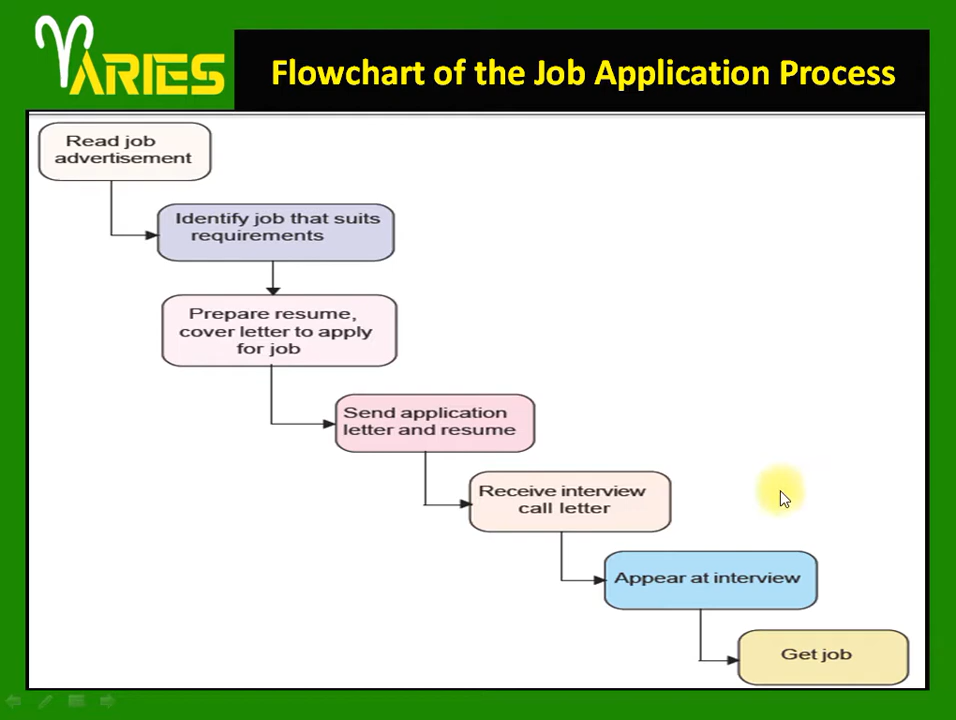 ARIES
Flowchart of the Job Application Process
Read job
advertisement
Identify job that suits
requirements
Prepare resume,
cover letter to apply
for job
Send application
letter and resume
Receive interview
call letter
Appear at interview
Get job